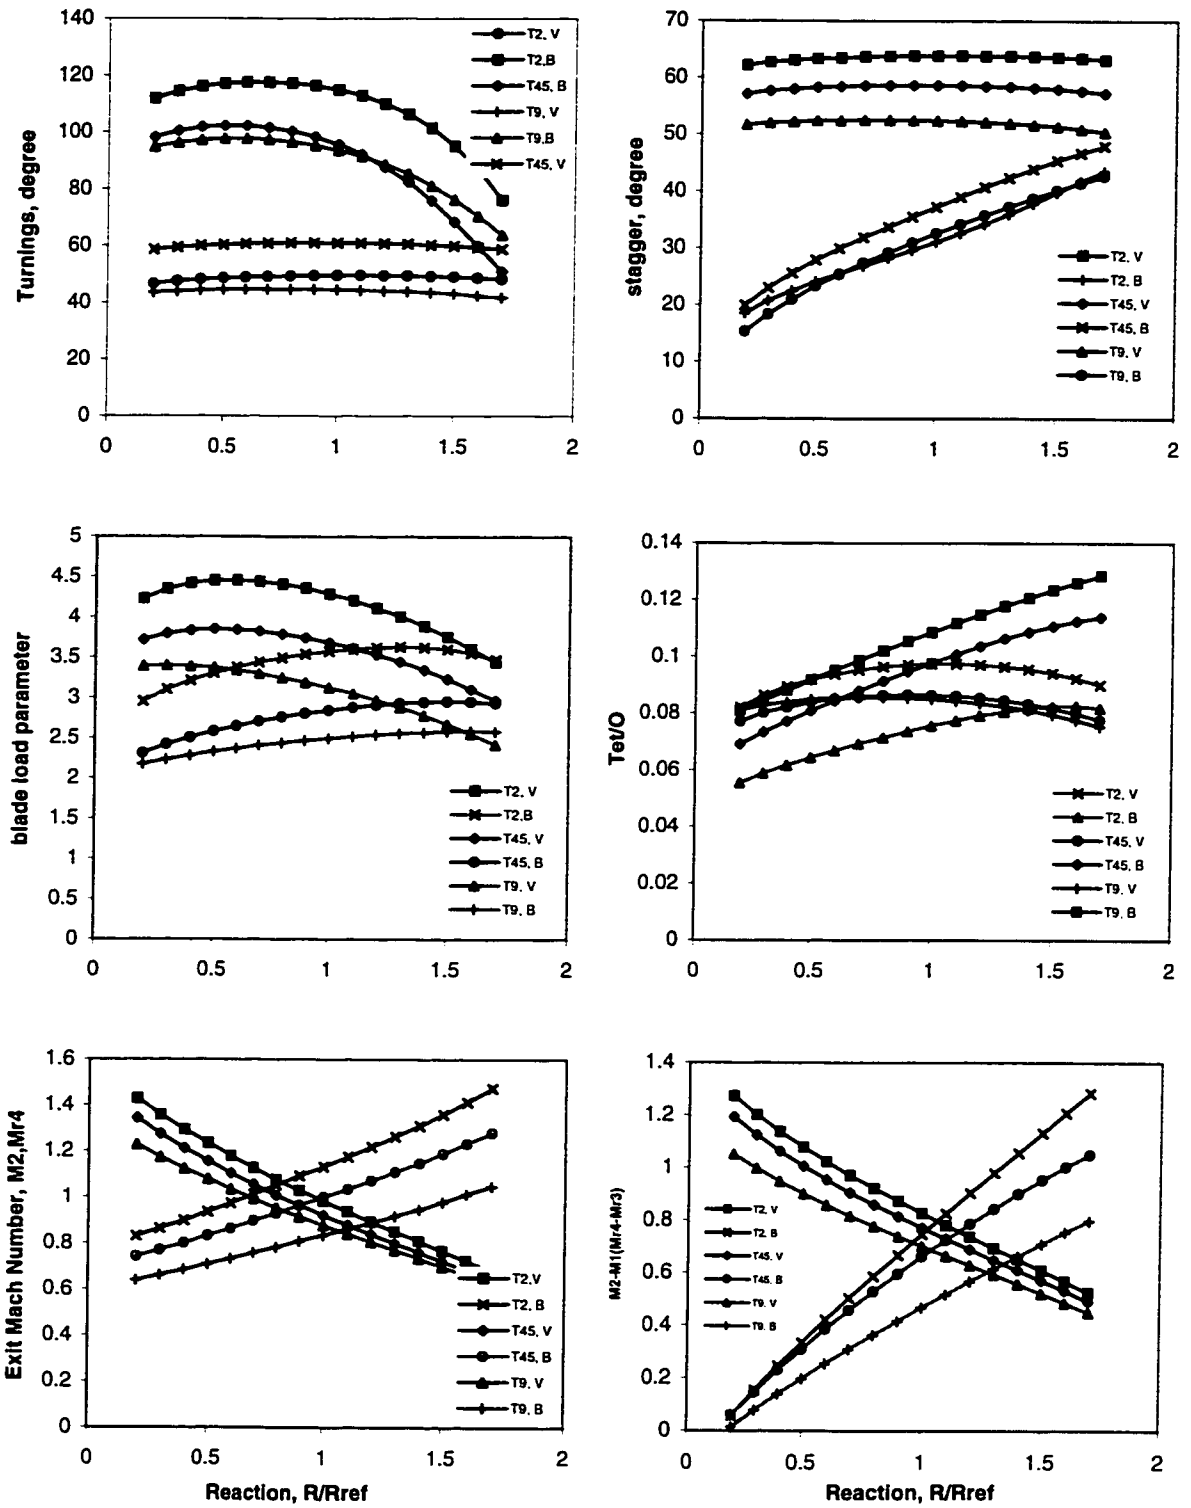 Turnings, degree
140
120
100
80
60
40
20
0
0
0.5
1
1.5
2
T2, V
T2,B
T45, B
T9, V
T9,B
T45, V
stagger, degree
70
60
50
40
30
20
10
0
0
0.5
1
1.5
2
T2, V
T2, B
T45, V
T45, B
T9, V
T9, B
blade load parameter
5
4.5
4
3.5
3
2.5
2
1.5
1
0.5
0
0
0.5
1
1.5
2
T2, V
T2,B
T45, V
T45, B
T9, V
T9, B
Tet/O
0.14
0.12
0.1
0.08
0.06
0.04
0.02
0
0
0.5
1
1.5
2
T2, V
T2, B
T45, V
T45, B
T9, V
T9, B
Exit Mach Number, M2,Mr4
1.6
1.4
1.2
1
0.8
0.6
0.4
0.2
0
0
0.5
1
1.5
2
T2,V
T2, B
T45, V
T45, B
T9, V
T9, B
Reaction, R/Rref
M2-M1(Mr4-Mr3)
1.4
1.2
1
0.8
0.6
0.4
0.2
0
0
0.5
1
1.5
2
T2, V
T2, B
T45, V
T45, B
T9, V
T9, B
Reaction, R/Rref